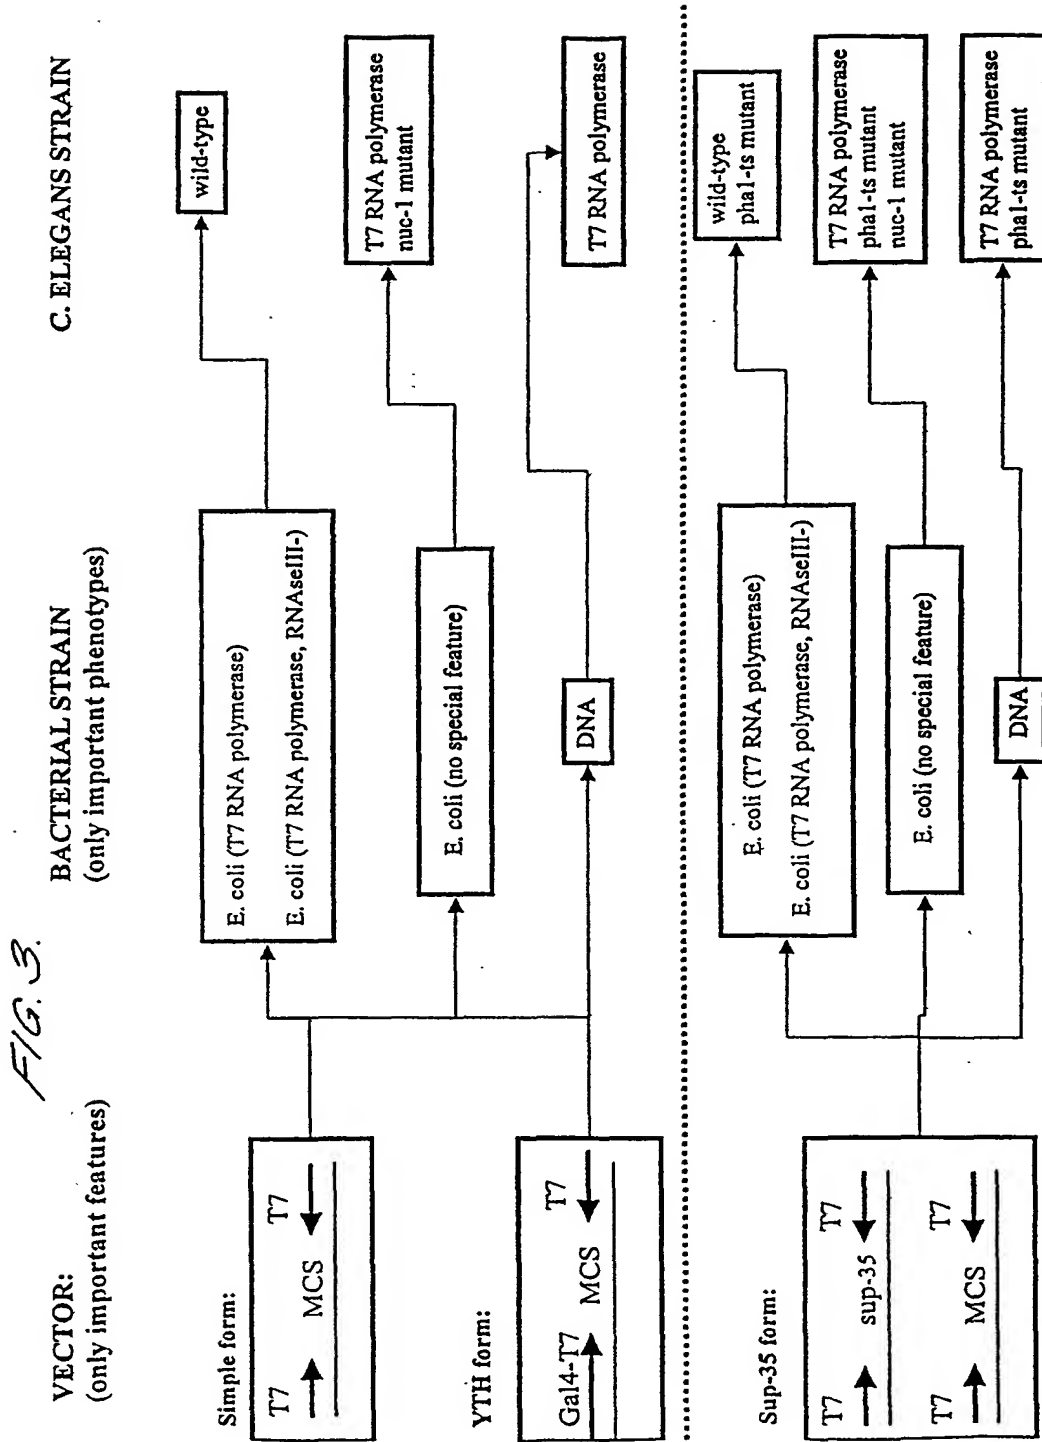 FIG. 3.
VECTOR:
(only important features)
BACTERIAL STRAIN
(only important phenotypes)
C. ELEGANS STRAIN
Simple form:
T7
T7
MCS
YTH form:
Gal4-T7
T7
MCS
E. coli (T7 RNA polymerase)
E. coli (T7 RNA polymerase, RNAseIII-)
E. coli (no special feature)
DNA
wild-type
T7 RNA polymerase
nuc-1 mutant
T7 RNA polymerase
Sup-35 form:
T7
T7
sup-35
T7
T7
MCS
E. coli (T7 RNA polymerase)
E. coli (T7 RNA polymerase, RNAseIII-)
E. coli (no special feature)
DNA
wild-type
pha1-ts mutant
T7 RNA polymerase
pha1-ts mutant
nuc-1 mutant
T7 RNA polymerase
pha1-ts mutant